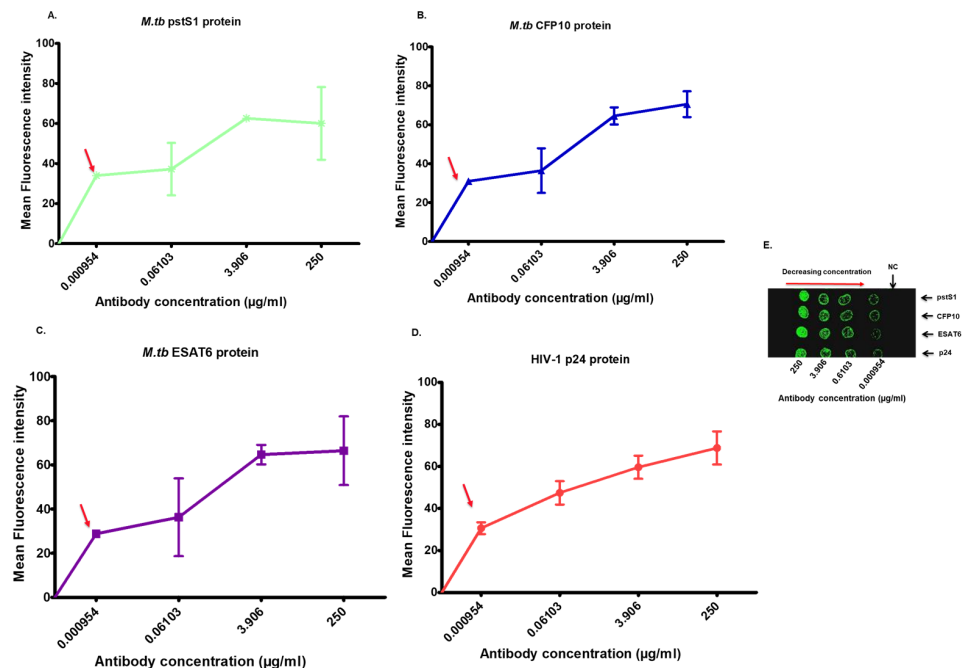 A.
M.tb pstS1 protein
Mean Fluorescence intensity
100
80
60
40
20
0
0.000954
0.06103
3.906
250
Antibody concentration (µg/ml)
B.
M.tb CFP10 protein
Mean Fluorescence intensity
100
80
60
40
20
0
0.000954
0.06103
3.906
250
Antibody concentration (µg/ml)
C.
M.tb ESAT6 protein
Mean Fluorescence intensity
100
80
60
40
20
0
0.000954
0.06103
3.906
250
Antibody concentration (µg/ml)
D.
HIV-1 p24 protein
Mean Fluorescence intensity
100
80
60
40
20
0
0.000954
0.06103
3.906
250
Antibody concentration (µg/ml)
E.
NC
Decreasing concentration
pstS1
CFP10
ESAT6
p24
250
3.906
0.6103
0.000954
Antibody concentration (µg/ml)